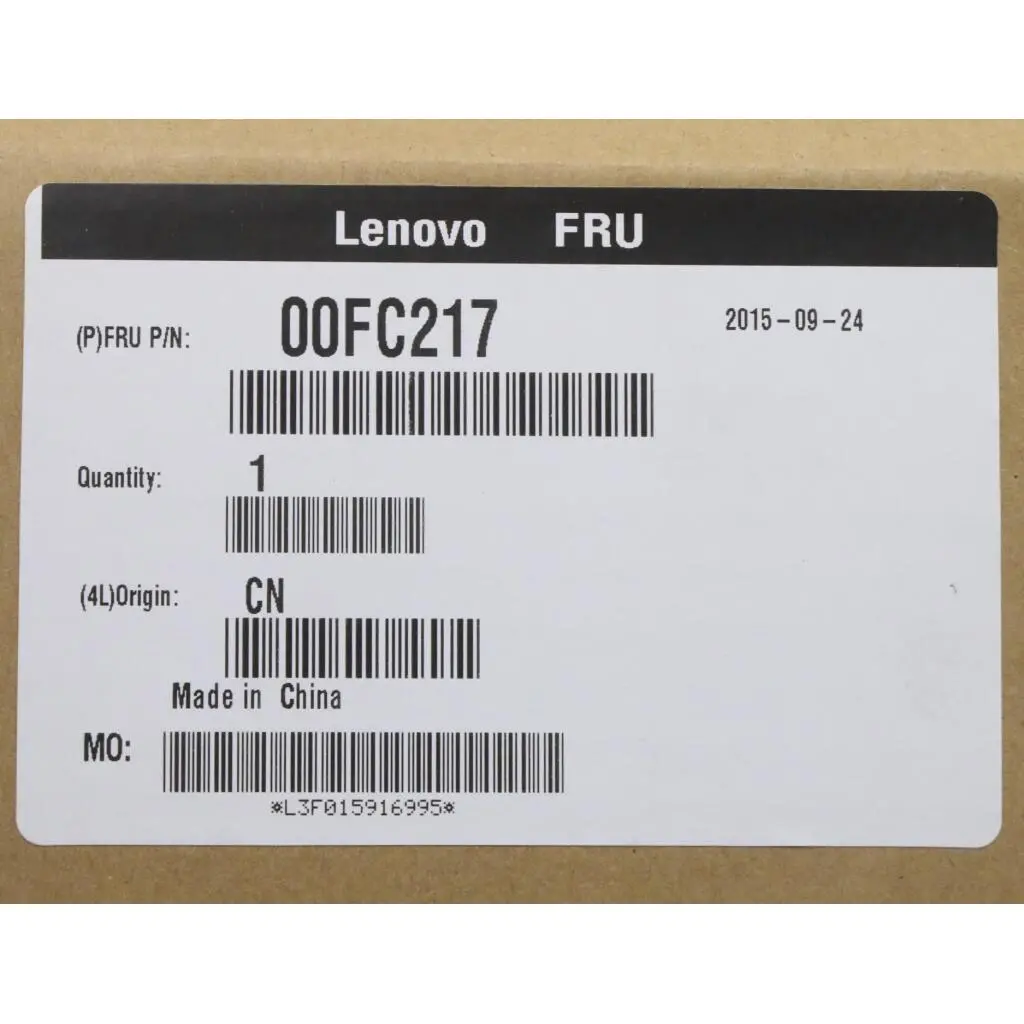 Lenovo FRU
(P)FRU P/N: 00FC217 2015-09-24
Quantity: 1
(4L)Origin: CN
Made in China
MO:
*L3F015916995*